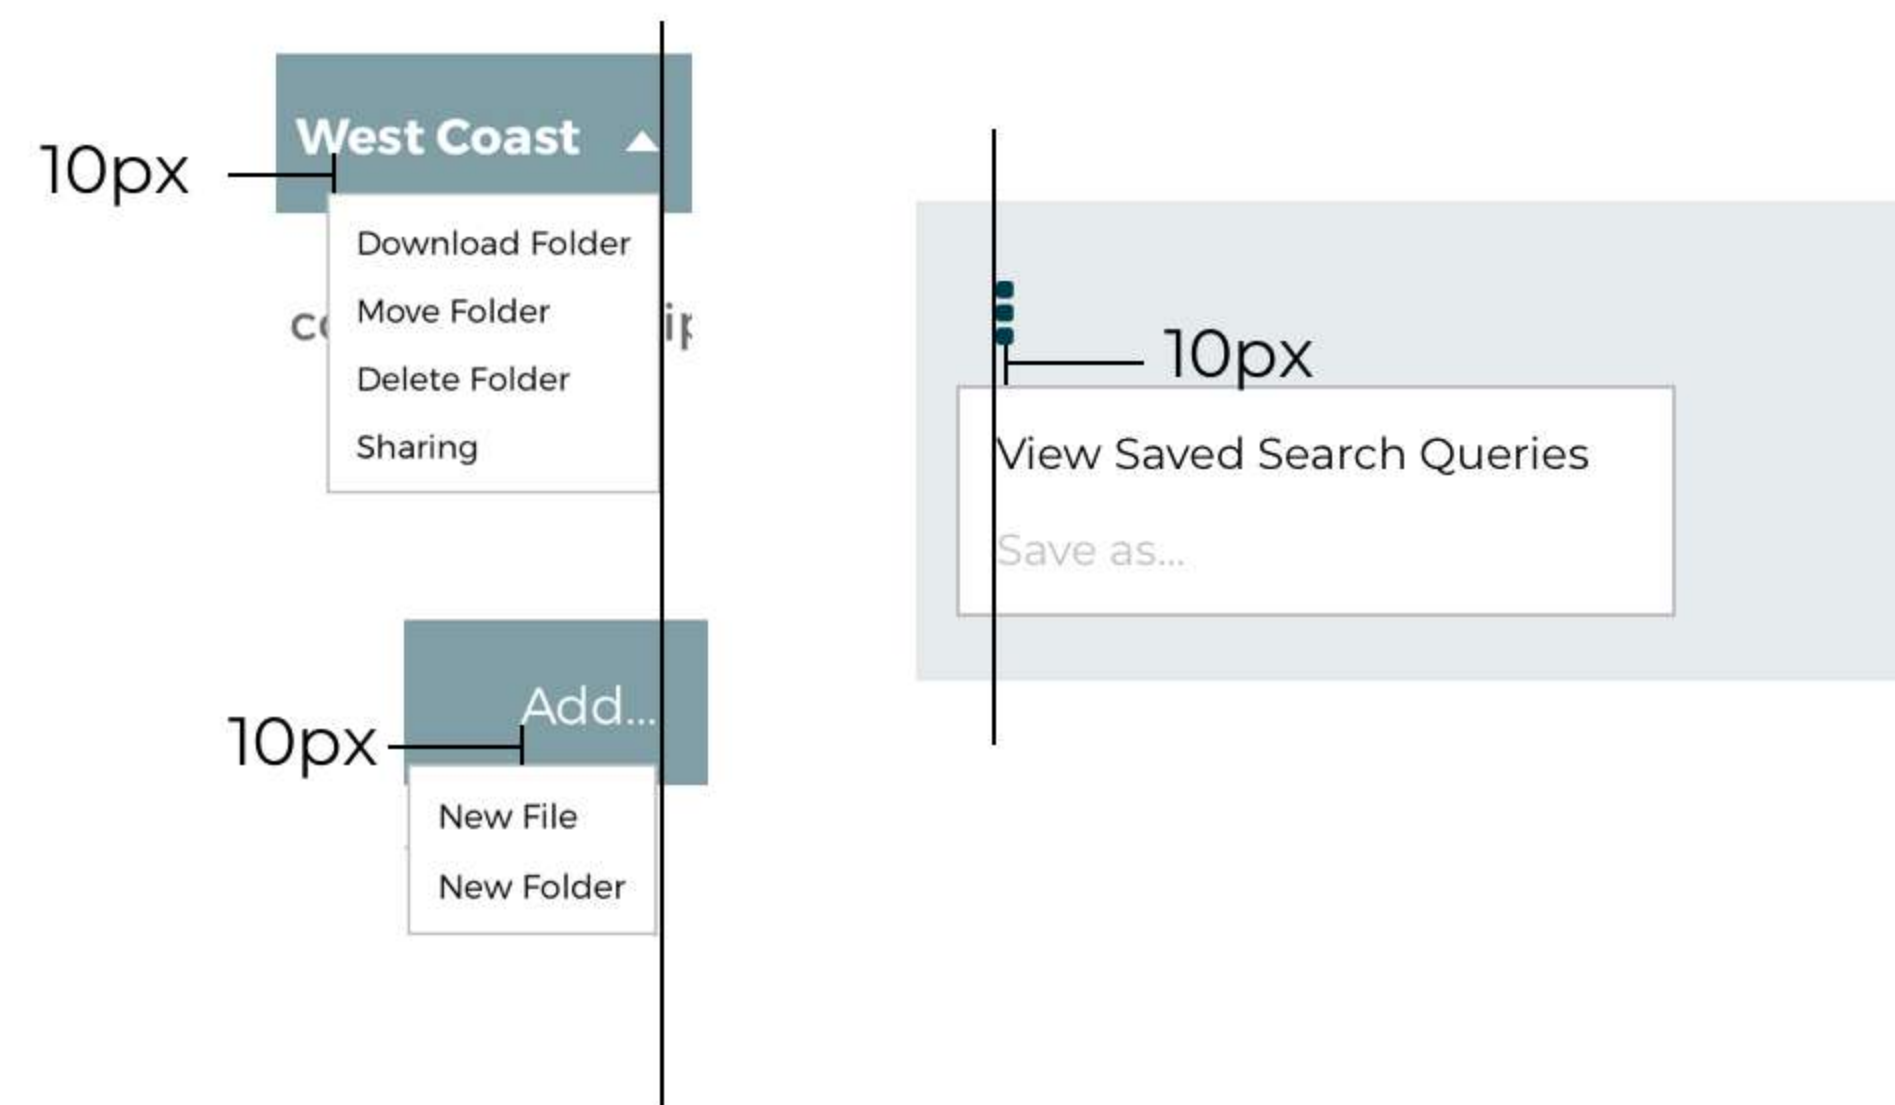 West Coast
10px
Download Folder
Move Folder
Delete Folder
Sharing
Add...
10px
New File
New Folder
10px
View Saved Search Queries
Save as...